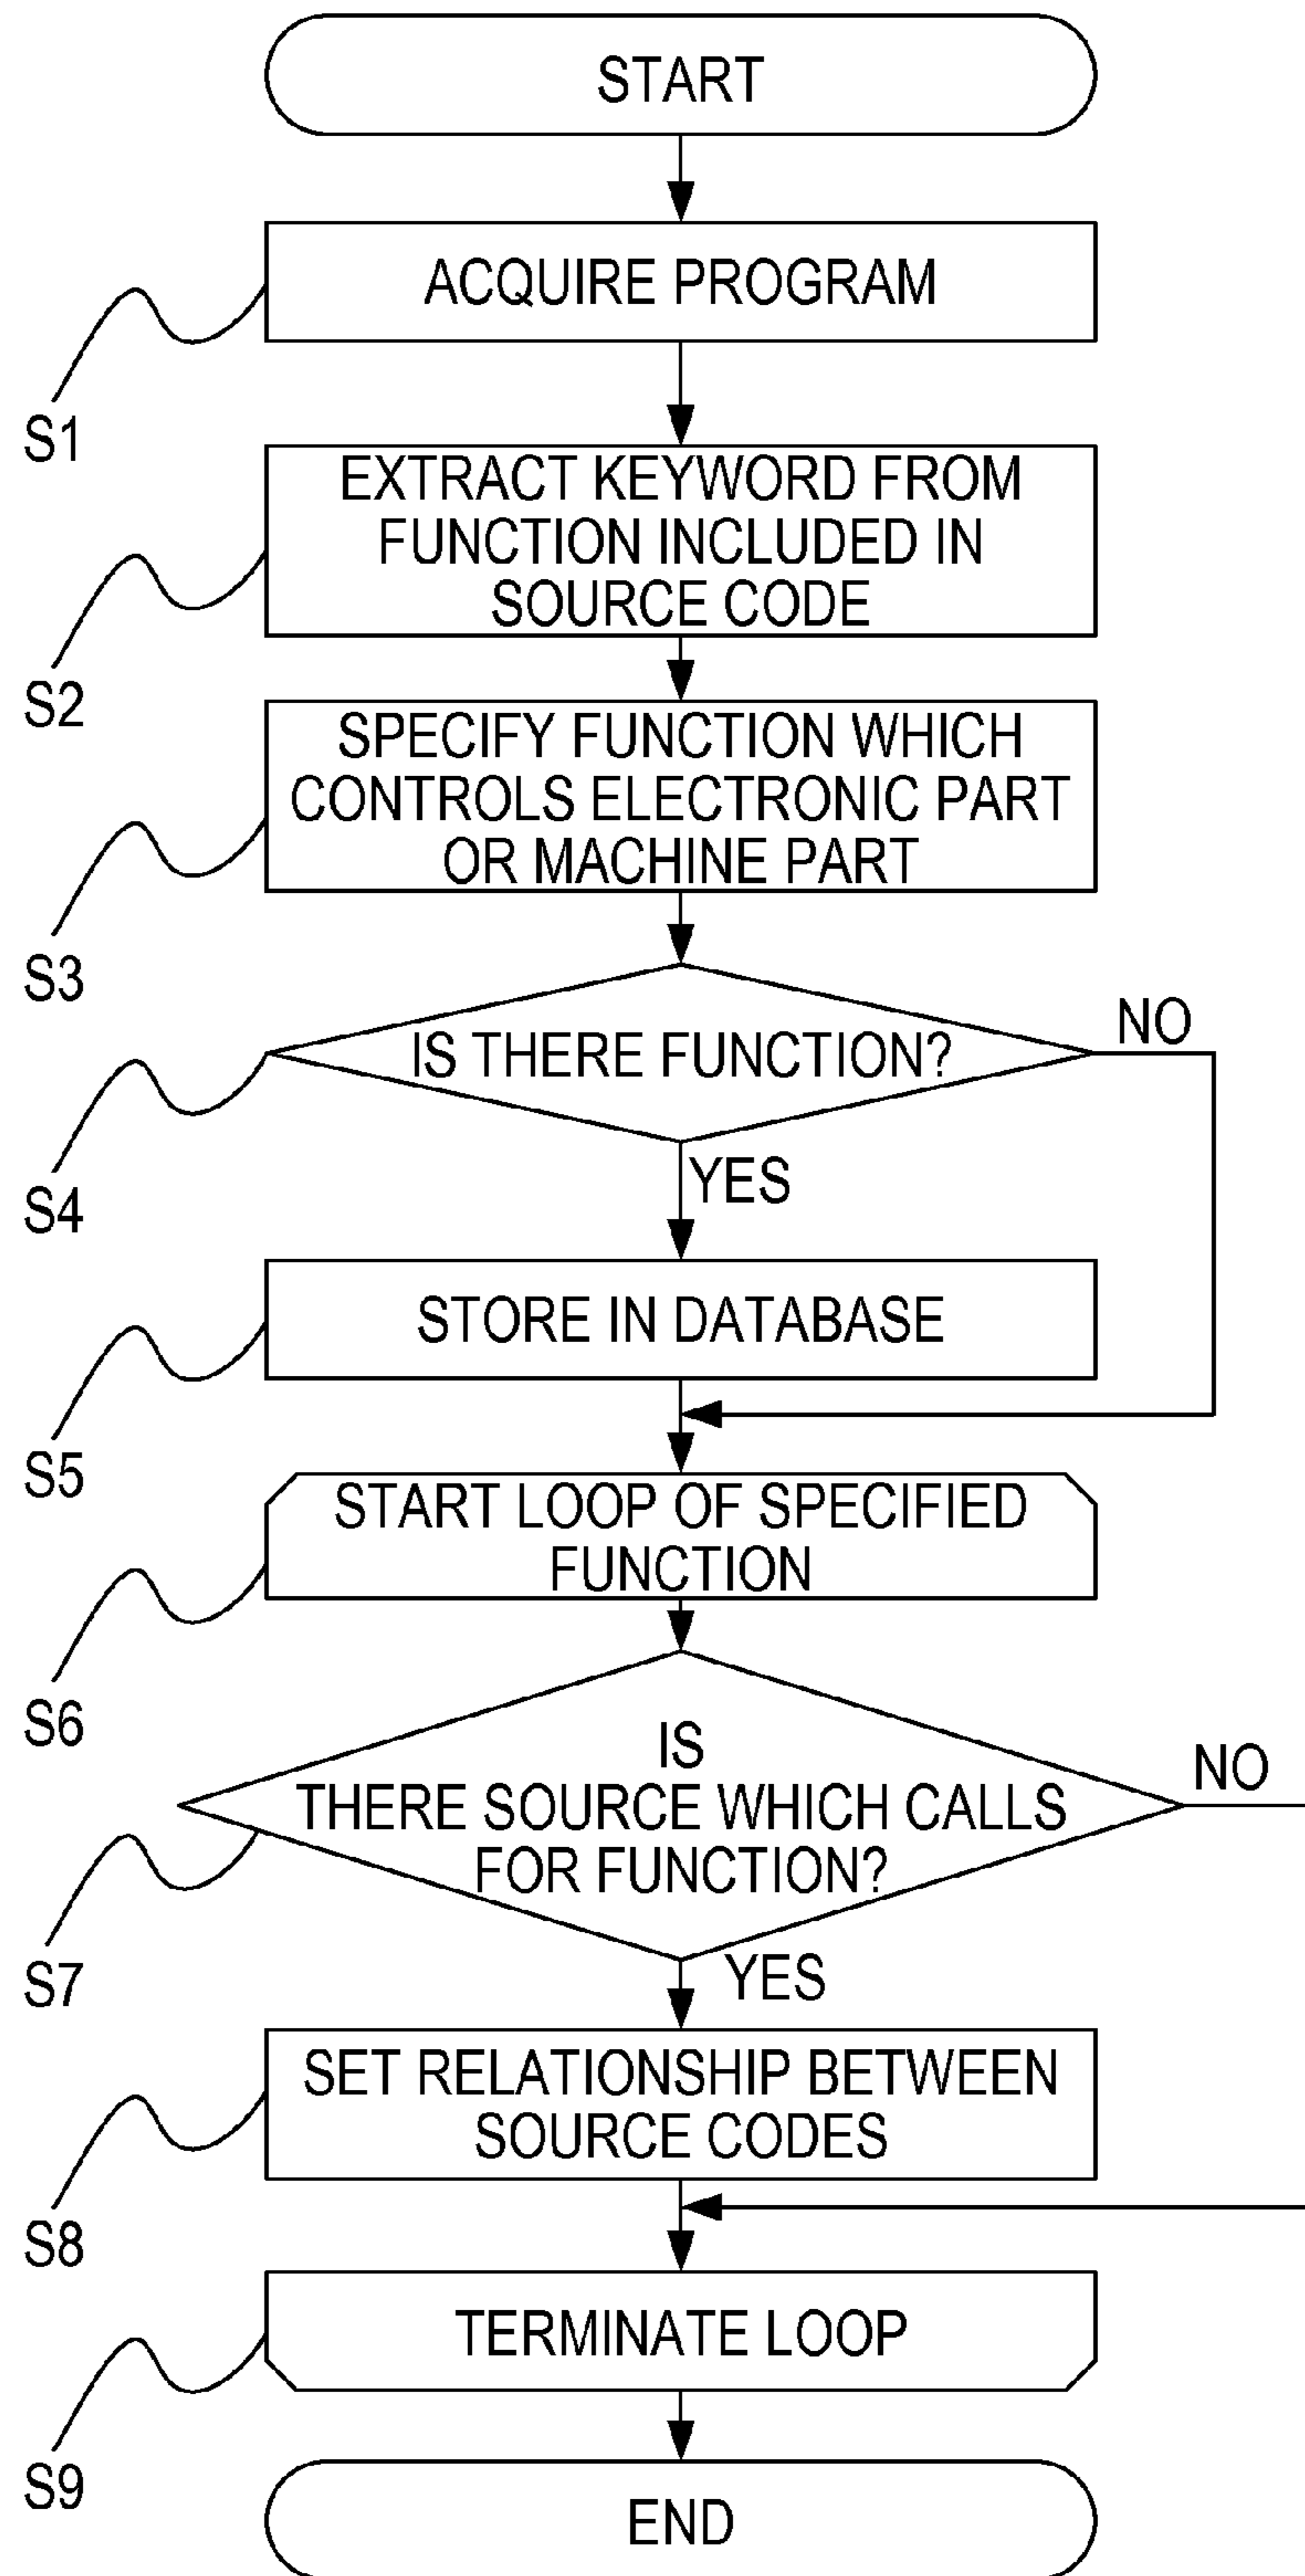 START
ACQUIRE PROGRAM
S1
EXTRACT KEYWORD FROM
FUNCTION INCLUDED IN
SOURCE CODE
S2
SPECIFY FUNCTION WHICH
CONTROLS ELECTRONIC PART
OR MACHINE PART
S3
IS THERE FUNCTION?
NO
S4
YES
STORE IN DATABASE
S5
START LOOP OF SPECIFIED
FUNCTION
S6
IS
THERE SOURCE WHICH CALLS
FOR FUNCTION?
NO
S7
YES
SET RELATIONSHIP BETWEEN
SOURCE CODES
S8
TERMINATE LOOP
S9
END